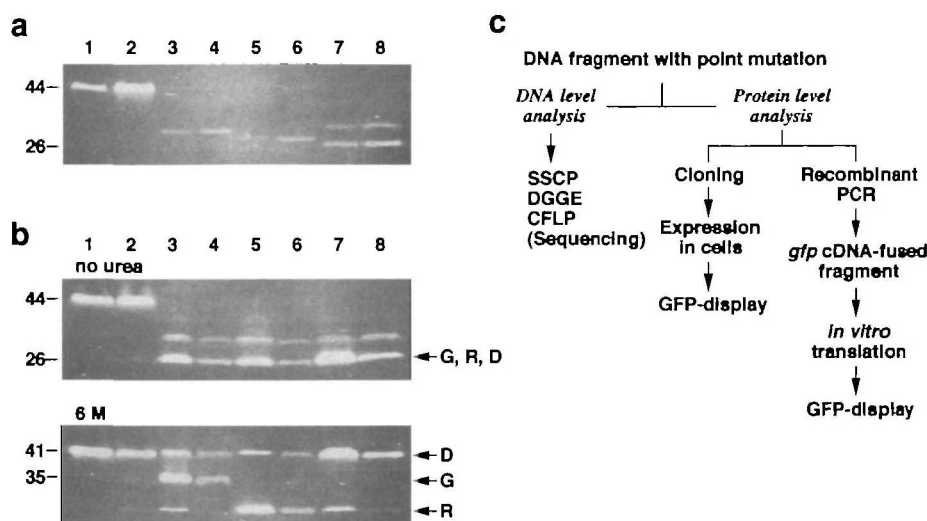 a
1 2 3 4 5 6 7 8
44
26
b
1 2 3 4 5 6 7 8
no urea
44
26
G, R, D
6 M
41
35
D
G
R
c
DNA fragment with point mutation
DNA level
analysis
Protein level
analysis
SSCP
DGGE
CFLP
(Sequencing)
Cloning
Expression
in cells
GFP-display
Recombinant
PCR
gfp cDNA-fused
fragment
in vitro
translation
GFP-display